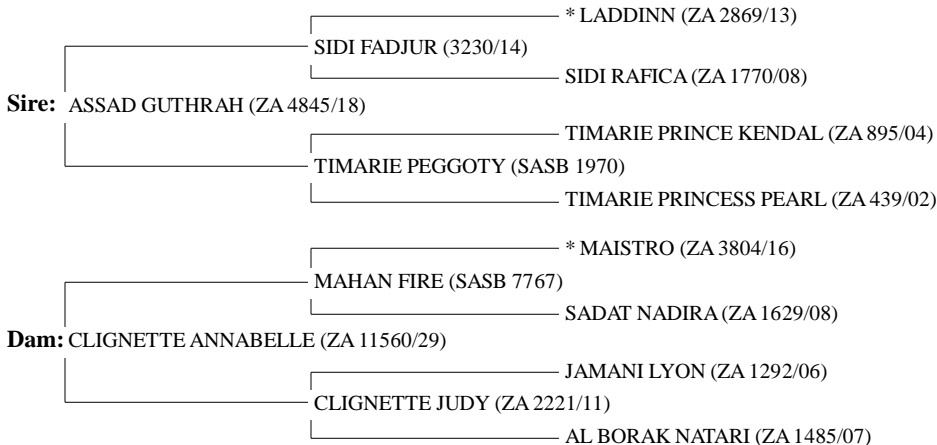 * LADDINN (ZA 2869/13)
SIDI FADJUR (3230/14)
SIDI RAFICA (ZA 1770/08)
Sire: ASSAD GUTHRAH (ZA 4845/18)
TIMARIE PRINCE KENDAL (ZA 895/04)
TIMARIE PEGGOTY (SASB 1970)
TIMARIE PRINCESS PEARL (ZA 439/02)
* MAISTRO (ZA 3804/16)
MAHAN FIRE (SASB 7767)
SADAT NADIRA (ZA 1629/08)
Dam: CLIGNETTE ANNABELLE (ZA 11560/29)
JAMANI LYON (ZA 1292/06)
CLIGNETTE JUDY (ZA 2221/11)
AL BORAK NATARI (ZA 1485/07)